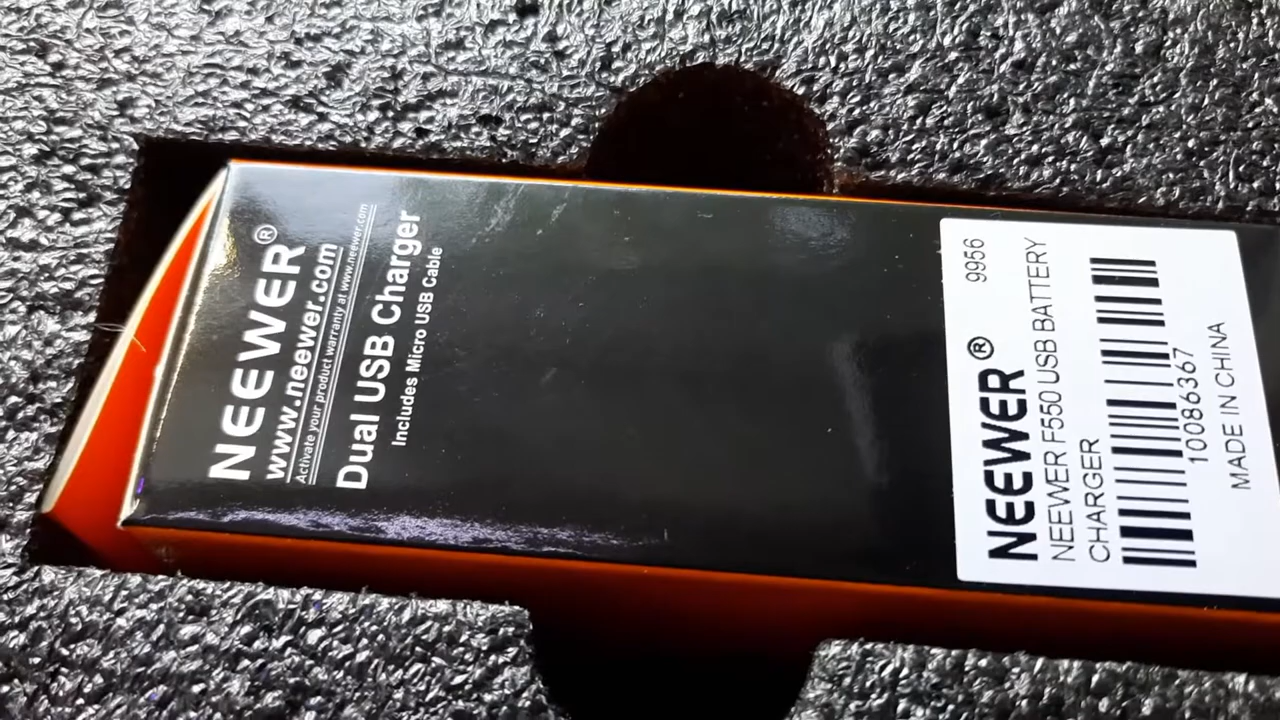 NEEWER®
www.neewer.com
Activate your product warranty at www.neewer.com
Dual USB Charger
Includes Micro USB Cable
9956
NEEWER®
NEEWER F550 USB BATTERY
CHARGER
10086367
MADE IN CHINA